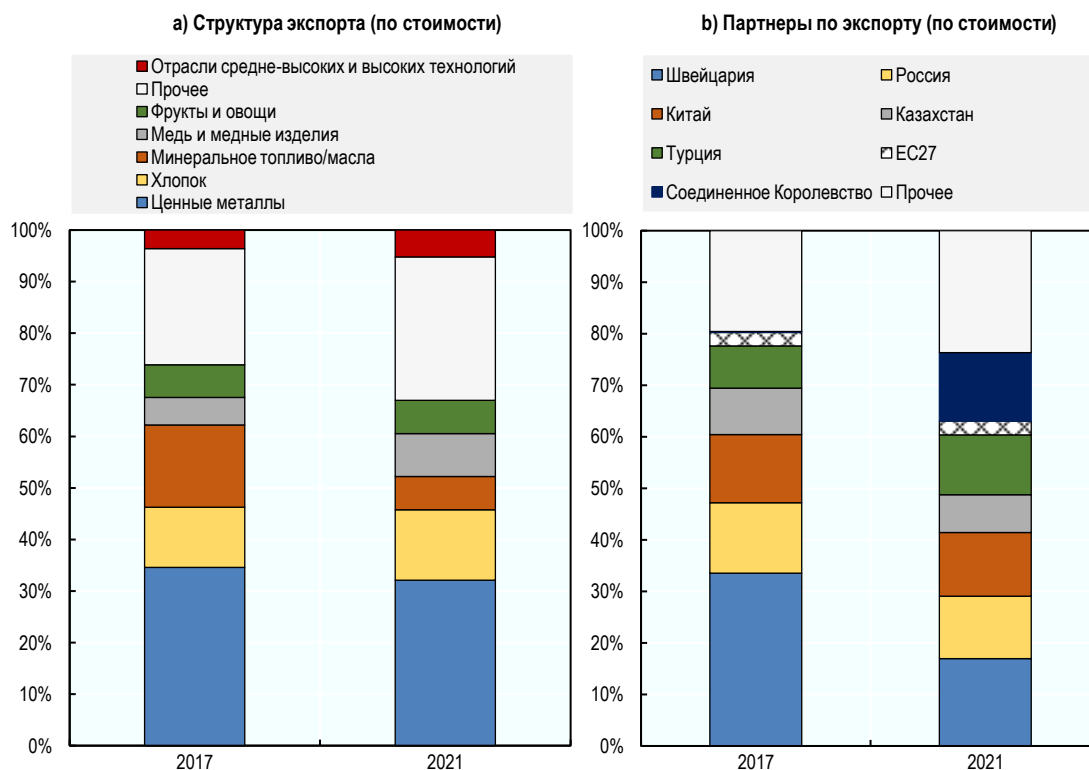 a) Структура экспорта (по стоимости)
Отрасли средне-высоких и высоких технологий
Прочее
Фрукты и овощи
Медь и медные изделия
Минеральное топливо/масла
Хлопок
Ценные металлы
100%
90%
80%
70%
60%
50%
40%
30%
20%
10%
0%
2017
2021
b) Партнеры по экспорту (по стоимости)
Швейцария
Россия
Китай
Казахстан
Турция
ЕС27
Соединенное Королевство
Прочее
100%
90%
80%
70%
60%
50%
40%
30%
20%
10%
0%
2017
2021